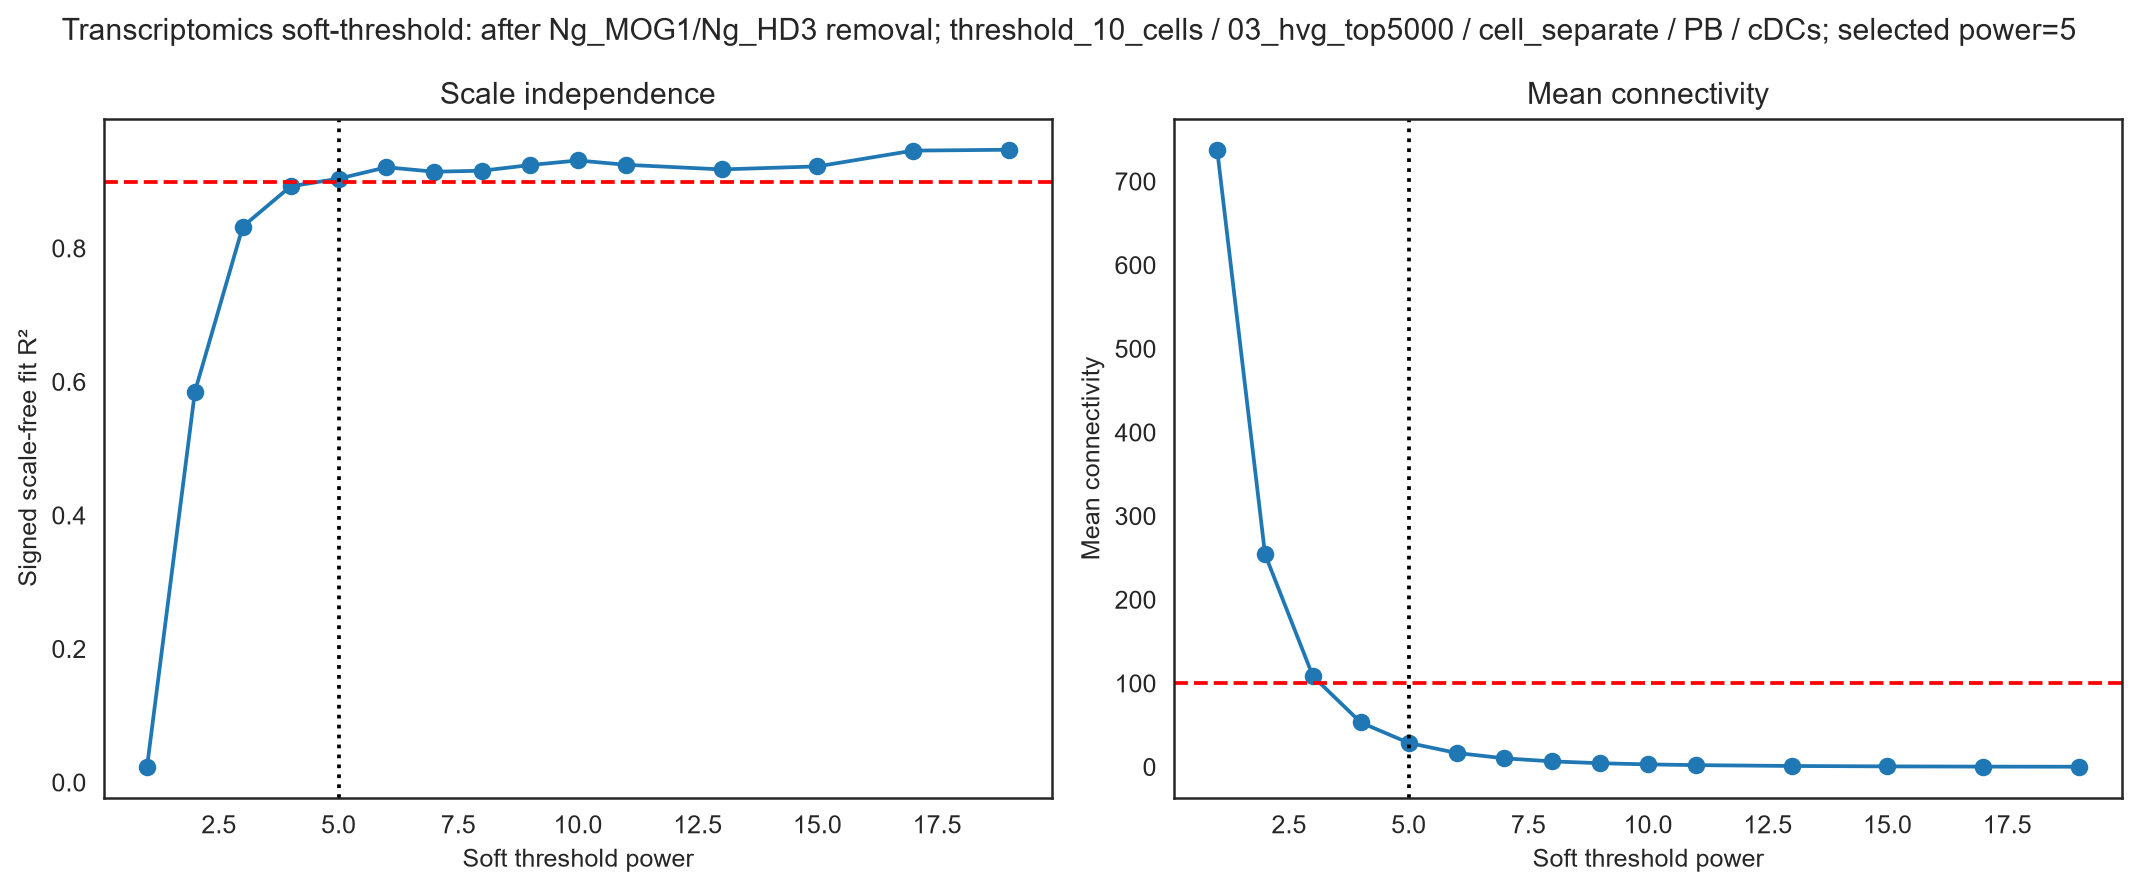 Transcriptomics soft-threshold: after Ng_MOG1/Ng_HD3 removal; threshold_10_cells / 03_hvg_top5000 / cell_separate / PB / cDCs; selected power=5
Scale independence
Signed scale-free fit R²
0.8
0.6
0.4
0.2
0.0
2.5 5.0 7.5 10.0 12.5 15.0 17.5
Soft threshold power
Mean connectivity
Mean connectivity
700
600
500
400
300
200
100
0
2.5 5.0 7.5 10.0 12.5 15.0 17.5
Soft threshold power